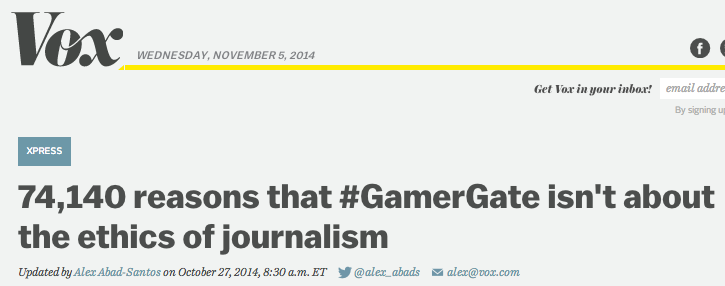 Vox
WEDNESDAY, NOVEMBER 5, 2014
f
Get Vox in your inbox! email addre
By signing up
XPRESS
74,140 reasons that #GamerGate isn't about
the ethics of journalism
Updated by Alex Abad-Santos on October 27, 2014, 8:30 a.m. ET @alex_abads alex@vox.com